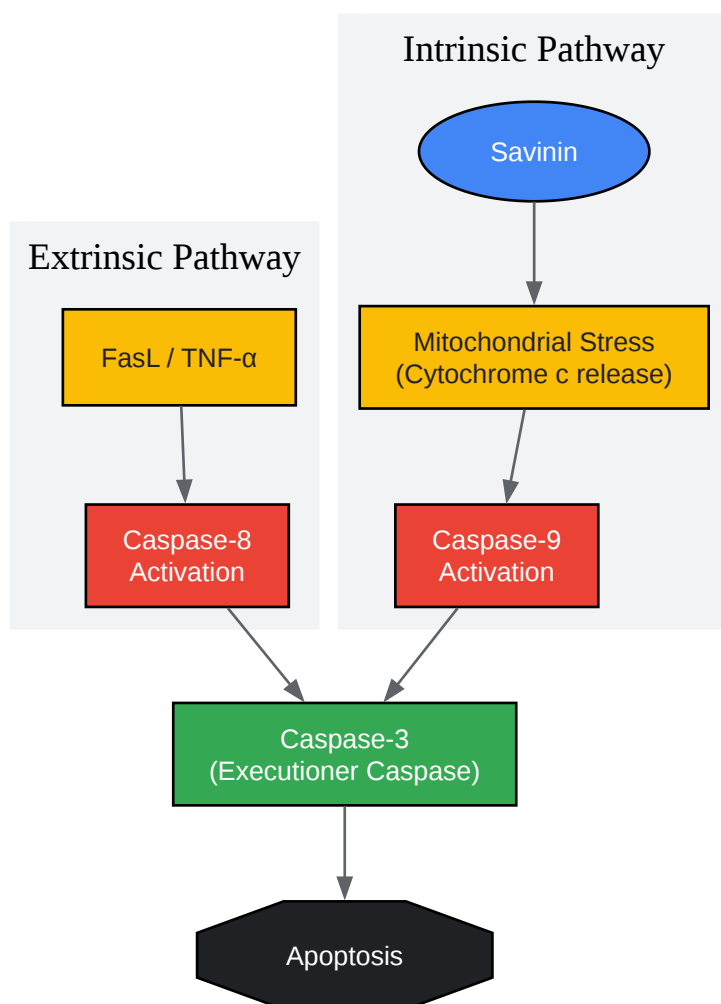 Intrinsic Pathway
Savinin
Extrinsic Pathway
FasL / TNF-α
Mitochondrial Stress
(Cytochrome c release)
Caspase-8
Activation
Caspase-9
Activation
Caspase-3
(Executioner Caspase)
Apoptosis